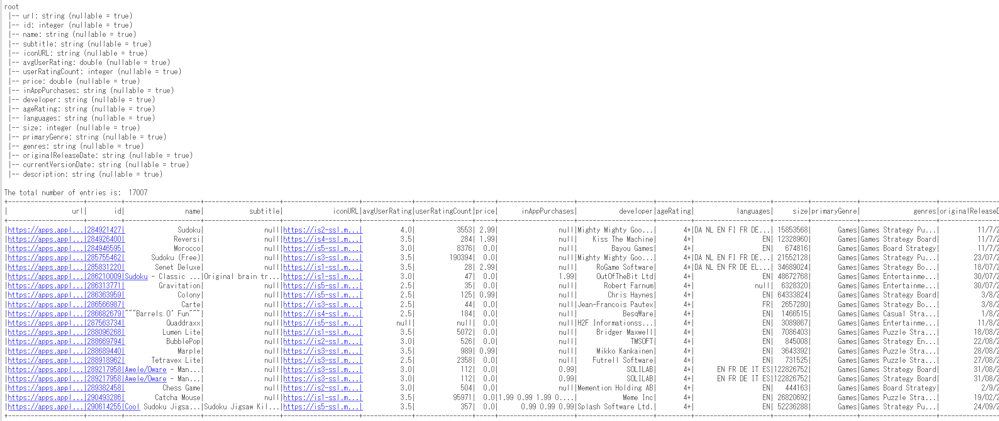 root
 |-- url: string (nullable = true)
 |-- id: integer (nullable = true)
 |-- name: string (nullable = true)
 |-- subtitle: string (nullable = true)
 |-- iconURL: string (nullable = true)
 |-- avgUserRating: double (nullable = true)
 |-- userRatingCount: integer (nullable = true)
 |-- price: double (nullable = true)
 |-- inAppPurchases: string (nullable = true)
 |-- developer: string (nullable = true)
 |-- ageRating: string (nullable = true)
 |-- languages: string (nullable = true)
 |-- size: integer (nullable = true)
 |-- primaryGenre: string (nullable = true)
 |-- genres: string (nullable = true)
 |-- originalReleaseDate: string (nullable = true)
 |-- currentVersionDate: string (nullable = true)
 |-- description: string (nullable = true)
The total number of entries is:  17007
| url| id| name| subtitle| iconURL|avgUserRating|userRatingCount|price| inAppPurchases| developer|ageRating| languages| size|primaryGenre| genres|originalReleaseD
|https://apps.appl...|284921427| Sudoku| null|https://is2-ssl.m...| 4.0| 3553| 2.99| null|Mighty Mighty Goo...| 4+|DA NL EN FI FR DE...| 15853568| Games|Games Strategy Pu...| 11/7/2
|https://apps.appl...|284926400| Reversi| null|https://is4-ssl.m...| 3.5| 284| 1.99| null| Kiss The Machine| 4+| EN| 12328960| Games|Games Strategy Board| 11/7/2
|https://apps.appl...|284946595| Morocco| null|https://is5-ssl.m...| 3.0| 8376| 0.0| null| Bayou Games| 4+| EN| 674816| Games|Games Board Strategy| 11/7/2
|https://apps.appl...|285755462| Sudoku (Free)| null|https://is3-ssl.m...| 3.5| 190394| 0.0| null|Mighty Mighty Goo...| 4+|DA NL EN FI FR DE...| 21552128| Games|Games Strategy Pu...| 23/07/2
|https://apps.appl...|285831220| Senet Deluxe| null|https://is1-ssl.m...| 3.5| 28| 2.99| null| RoGame Software| 4+|DA NL EN FR DE EL...| 34689024| Games|Games Strategy Bo...| 18/07/2
|https://apps.appl...|286210009|Sudoku - Classic ...|Original brain tr...|https://is1-ssl.m...| 3.0| 47| 0.0| 1.99| OutOfTheBit Ltd| 4+| EN| 48672768| Games|Games Entertainme...| 30/07/2
|https://apps.appl...|286313771| Gravitation| null|https://is5-ssl.m...| 2.5| 35| 0.0| null| Robert Farnum| 4+| null| 6328320| Games|Games Entertainme...| 30/07/2
|https://apps.appl...|286363959| Colony| null|https://is5-ssl.m...| 2.5| 125| 0.99| null| Chris Haynes| 4+| EN| 64333824| Games|Games Strategy Board| 3/8/2
|https://apps.appl...|286566987| Carte| null|https://is3-ssl.m...| 2.5| 44| 0.0| null|Jean-Francois Pautex| 4+| FR| 2657280| Games|Games Strategy Bo...| 3/8/2
|https://apps.appl...|286682679|"""Barrels O' Fun"""| null|https://is4-ssl.m...| 2.5| 184| 0.0| null| BesqWare| 4+| EN| 1466515| Games|Games Casual Stra...| 1/8/2
|https://apps.appl...|287563734| Quaddraxx| null|https://is5-ssl.m...| null| null| 0.0| null|H2F Informationss...| 4+| EN| 3089867| Games|Games Entertainme...| 11/8/2
|https://apps.appl...|288096268| Lumen Lite| null|https://is1-ssl.m...| 3.5| 5072| 0.0| null| Bridger Maxwell| 4+| EN| 7086403| Games|Games Puzzle Stra...| 18/08/2
|https://apps.appl...|288669794| BubblePop| null|https://is2-ssl.m...| 3.0| 526| 0.0| null| TMSOFT| 4+| EN| 845008| Games|Games Strategy En...| 22/08/2
|https://apps.appl...|288689440| Marple| null|https://is3-ssl.m...| 3.5| 989| 0.99| null| Mikko Kankainen| 4+| EN| 3643392| Games|Games Puzzle Stra...| 28/08/2
|https://apps.appl...|288918962| Tetravex Lite| null|https://is3-ssl.m...| 2.5| 2358| 0.0| null| Futrell Software| 4+| EN| 731525| Games|Games Puzzle Stra...| 27/08/2
|https://apps.appl...|289217958|Awele/Oware - Man...| null|https://is3-ssl.m...| 3.0| 112| 0.0| 0.99| SOLILAB| 4+| EN FR DE IT ES|122826752| Games|Games Strategy Board| 31/08/2
|https://apps.appl...|289217958|Awele/Oware - Man...| null|https://is3-ssl.m...| 3.0| 112| 0.0| 0.99| SOLILAB| 4+| EN FR DE IT ES|122826752| Games|Games Strategy Board| 31/08/2
|https://apps.appl...|289382458| Chess Game| null|https://is2-ssl.m...| 3.0| 504| 0.0| null|Memention Holding AB| 4+| EN| 444163| Games|Games Board Strategy| 2/9/2
|https://apps.appl...|290493286| Catcha Mouse| null|https://is1-ssl.m...| 3.5| 95971| 0.0|1.99 0.99 1.99 0....| Meme Inc| 4+| EN| 26820692| Games|Games Puzzle Stra...| 19/02/2
|https://apps.appl...|290614255|Cool Sudoku Jigsa...|Sudoku Jigsaw Kil...|https://is5-ssl.m...| 3.5| 357| 0.0| 0.99 0.99 0.99|Splash Software Ltd.| 4+| EN| 52236288| Games|Games Strategy Pu...| 24/09/2